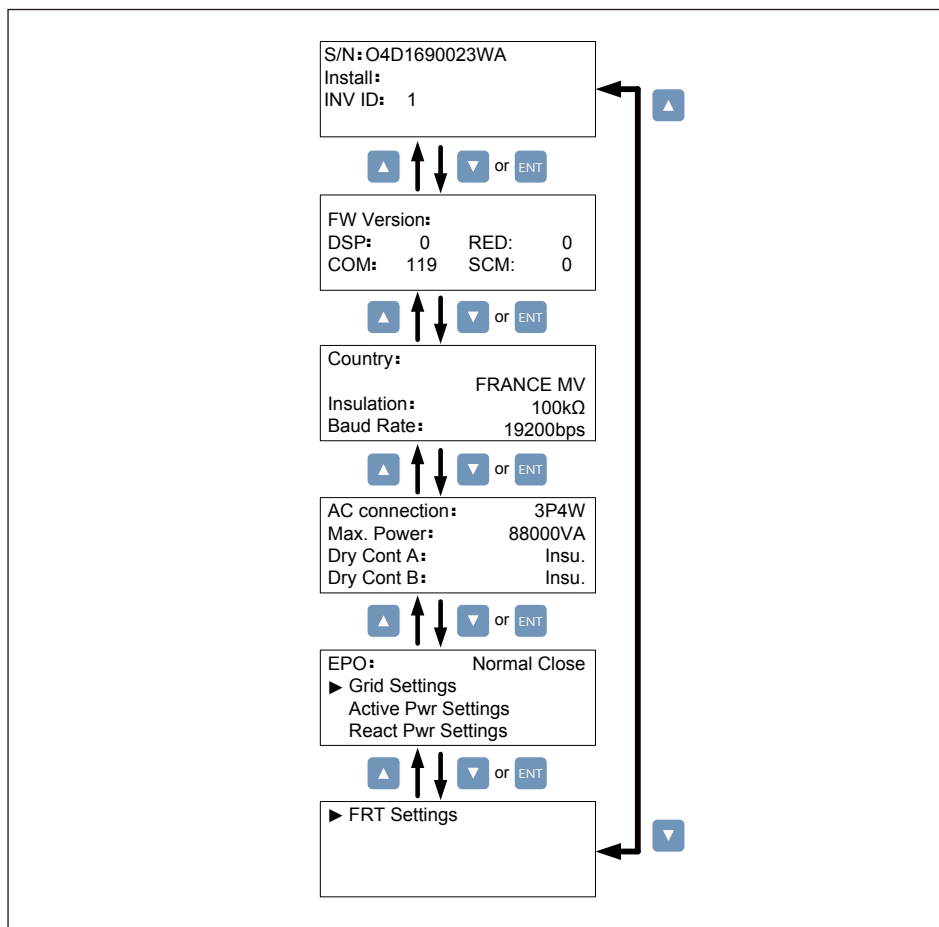 S/N:O4D1690023WA
Install:
INV ID: 1
▲ ▲ ▼ or ENT
FW Version:
DSP: 0 RED: 0
COM: 119 SCM: 0
▲ ▼ or ENT
Country:
FRANCE MV
Insulation: 100kΩ
Baud Rate: 19200bps
▲ ▼ or ENT
AC connection: 3P4W
Max. Power: 88000VA
Dry Cont A: Insu.
Dry Cont B: Insu.
▲ ▼ or ENT
EPO: Normal Close
► Grid Settings
Active Pwr Settings
React Pwr Settings
▲ ▼ or ENT
► FRT Settings
▼